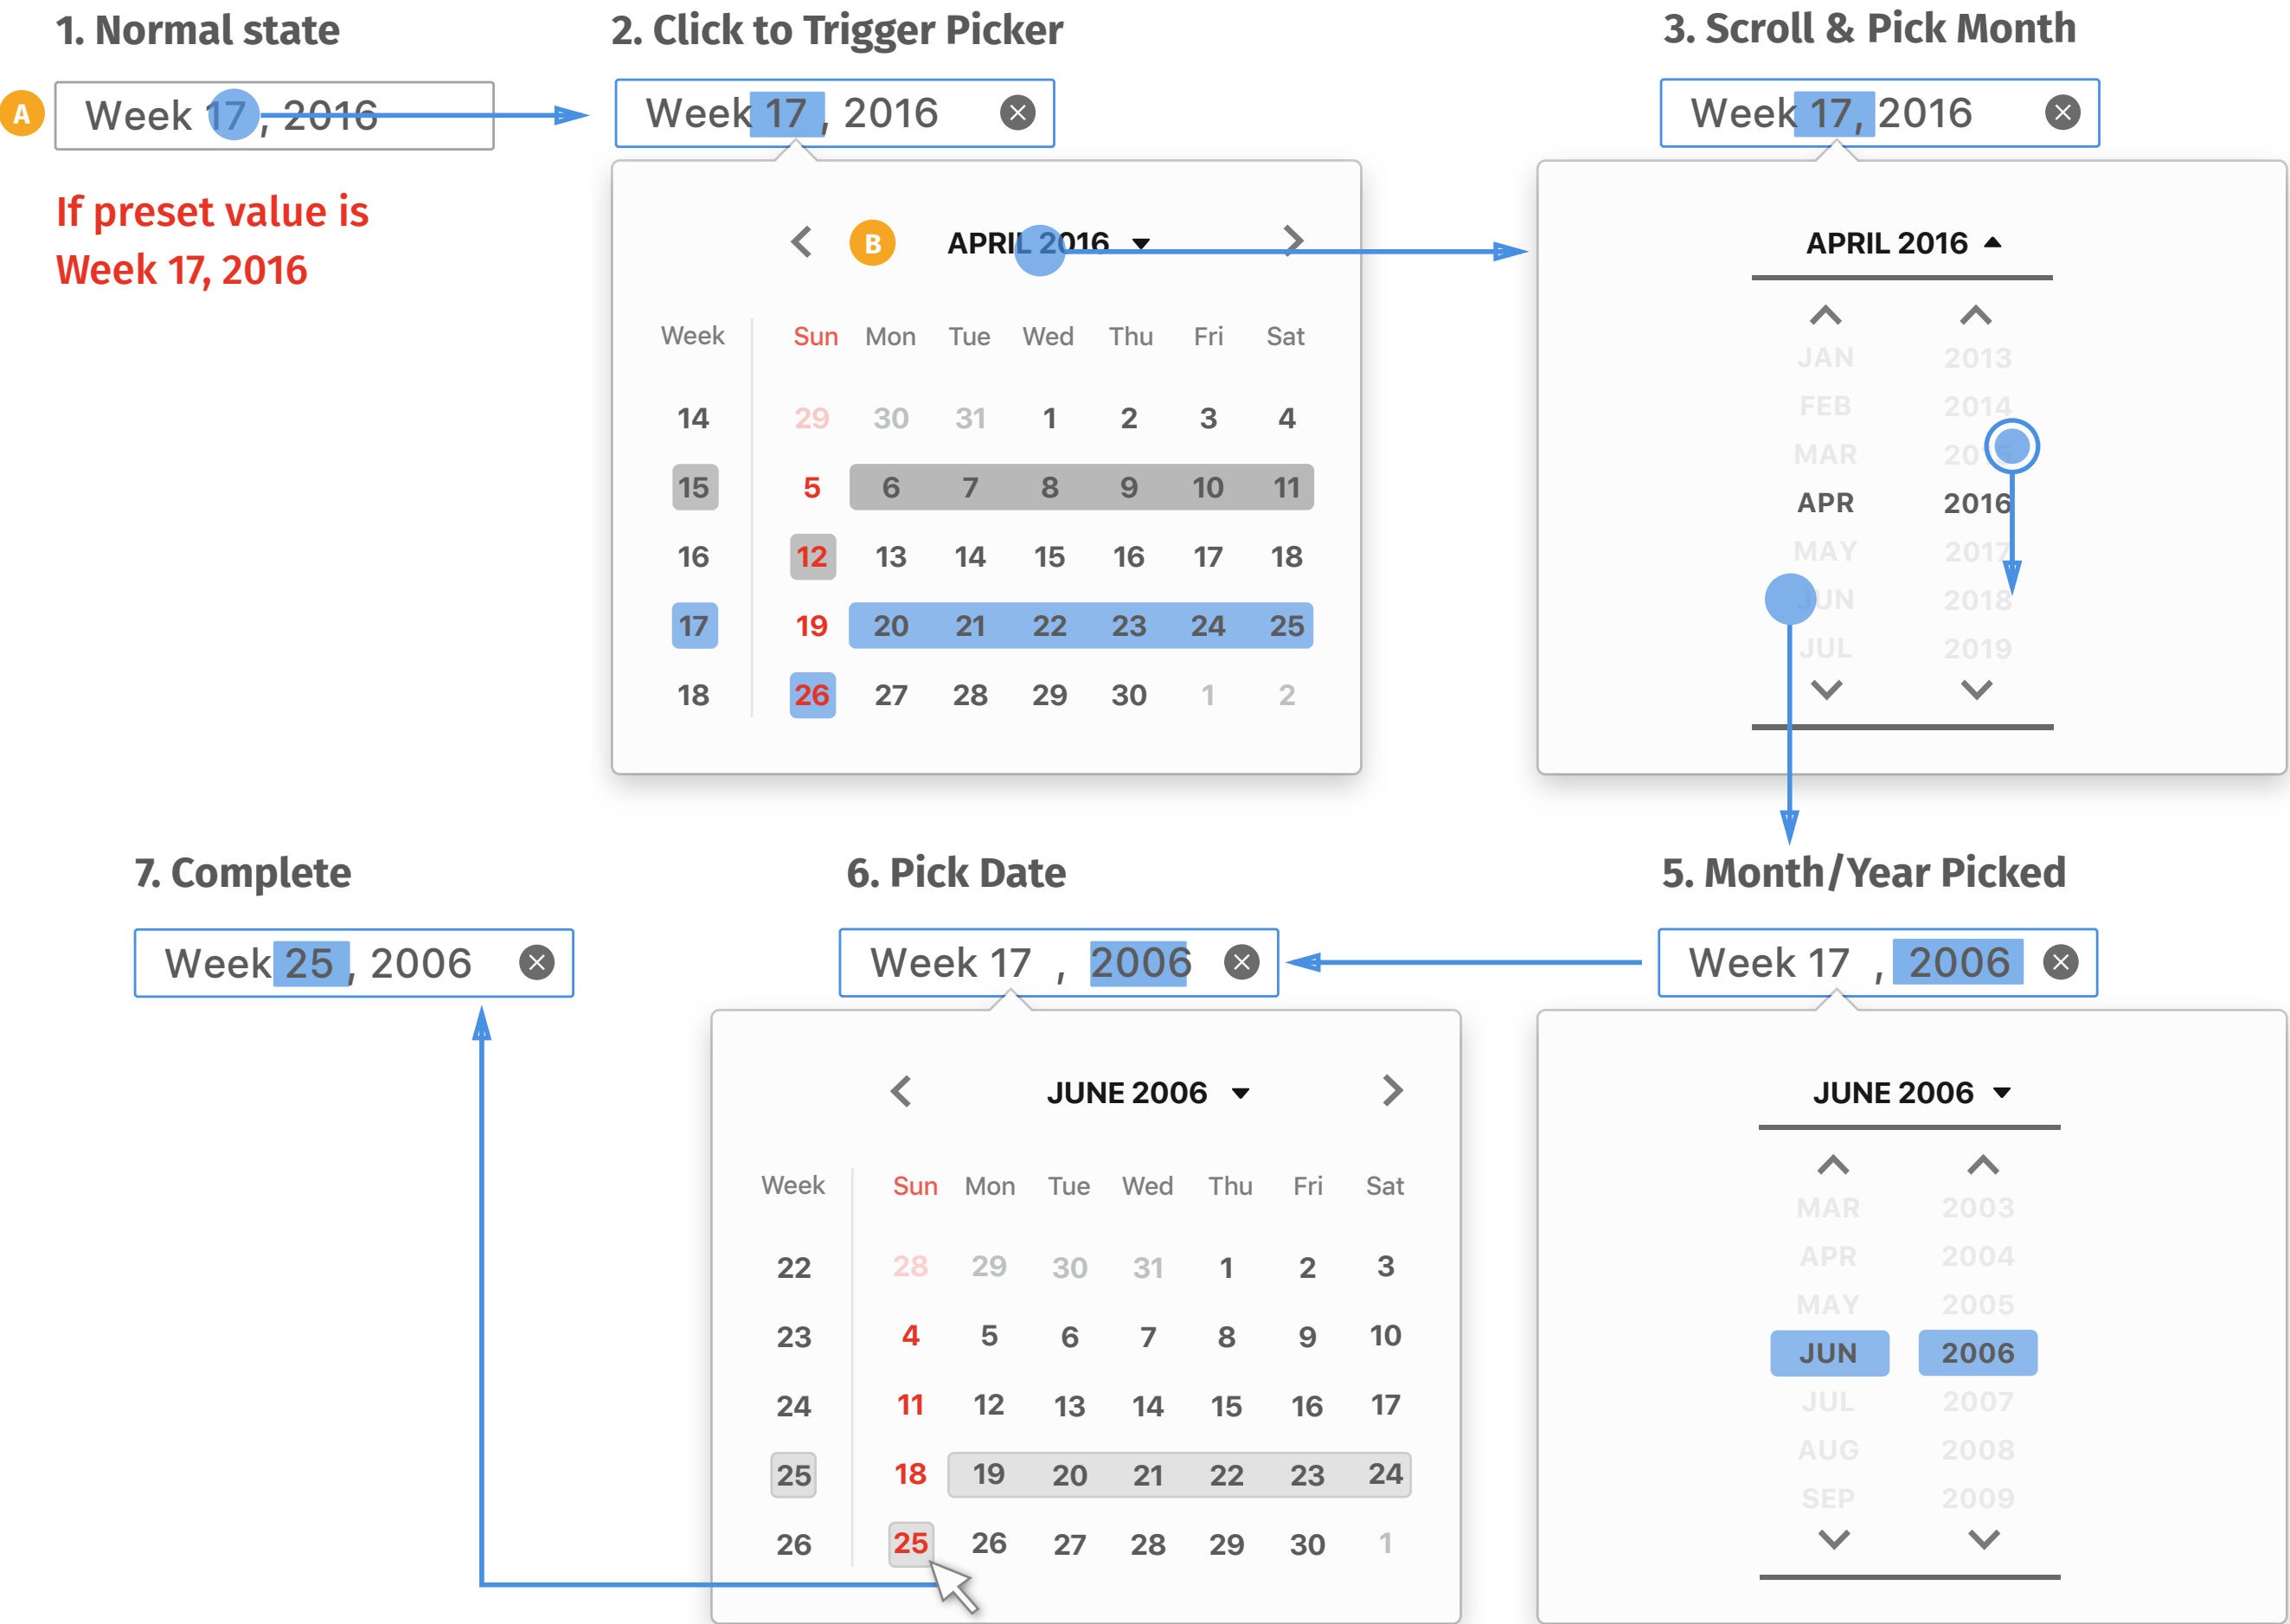 1. Normal state
A
Week 17, 2016
If preset value is
Week 17, 2016
2. Click to Trigger Picker
Week 17, 2016
B
APRIL 2016
Week Sun Mon Tue Wed Thu Fri Sat
14 29 30 31 1 2 3 4
15 5 6 7 8 9 10 11
16 12 13 14 15 16 17 18
17 19 20 21 22 23 24 25
18 26 27 28 29 30 1 2
3. Scroll & Pick Month
Week 17, 2016
APRIL 2016
JAN 2013
FEB 2014
MAR 2015
APR 2016
MAY 2017
JUN 2018
JUL 2019
7. Complete
Week 25, 2006
6. Pick Date
Week 17 , 2006
JUNE 2006
Week Sun Mon Tue Wed Thu Fri Sat
22 28 29 30 31 1 2 3
23 4 5 6 7 8 9 10
24 11 12 13 14 15 16 17
25 18 19 20 21 22 23 24
26 25 26 27 28 29 30 1
5. Month/Year Picked
Week 17 , 2006
JUNE 2006
MAR 2003
APR 2004
MAY 2005
JUN 2006
JUL 2007
AUG 2008
SEP 2009